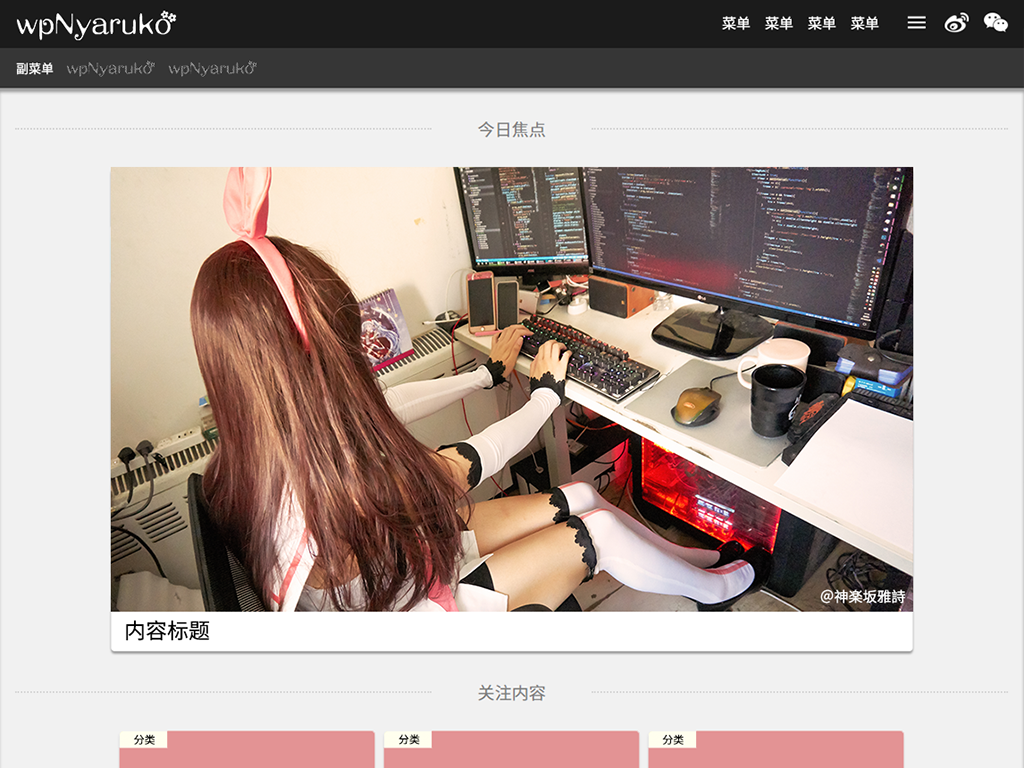 wpNyaruko
菜单 菜单 菜单 菜单
副菜单 wpNyaruko wpNyaruko
今日焦点
@神楽坂雅詩
内容标题
关注内容
分类 分类 分类